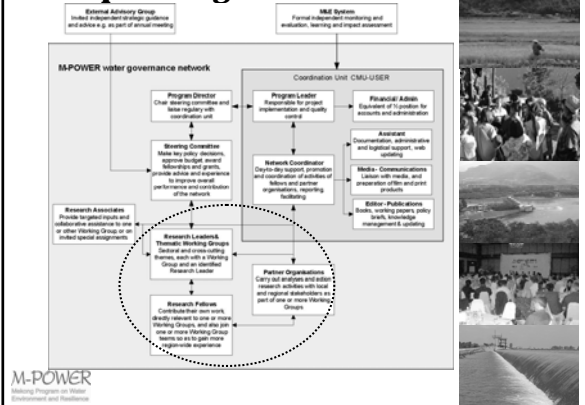 External Advisory Group
Invited independent strategic guidance
and advice e.g. as part of annual meeting
M&E System
Formal independent monitoring and
evaluation, learning and impact assessment
M-POWER water governance network
Coordination Unit CMU-USER
Program Director
Chair steering committee and
liaise regularly with
coordination unit
Program Leader
Responsible for project
implementation and quality
control
Financial/Admin
Equivalent of ½ position for
accounts and administration
Steering Committee
Make key policy decisions,
approve budget, award
fellowships and grants,
provide advice and experience
to improve overall
performance and contribution
of the network
Network Coordinator
Day-to-day support, promotion
and coordination of activities of
fellows and partner
organisations, reporting,
facilitating
Assistant
Documentation, administrative
and logistical support, web
updating
Media- Communications
Liaison with media, and
preparation of film and print
products
Editor- Publications
Books, working papers, policy
briefs, knowledge
management & updating
Research Associates
Provide targeted inputs and
collaborative assistance to one
or other Working Group or on
invited special assignments
Research Leaders&
Thematic Working Groups
Sectoral and cross-cutting
themes, each with a Working
Group and an identified
Research Leader
Partner Organisations
Carry out analyses and action
research activities with local
and regional stakeholders as
part of one or more Working
Groups
Research Fellows
Contribute their own work,
directly relevant to one or more
Working Groups, and also join
one or more Working Group
teams so as to gain more
region-wide experience
M-POWER
Mekong Program on Water
Environment and Resilience